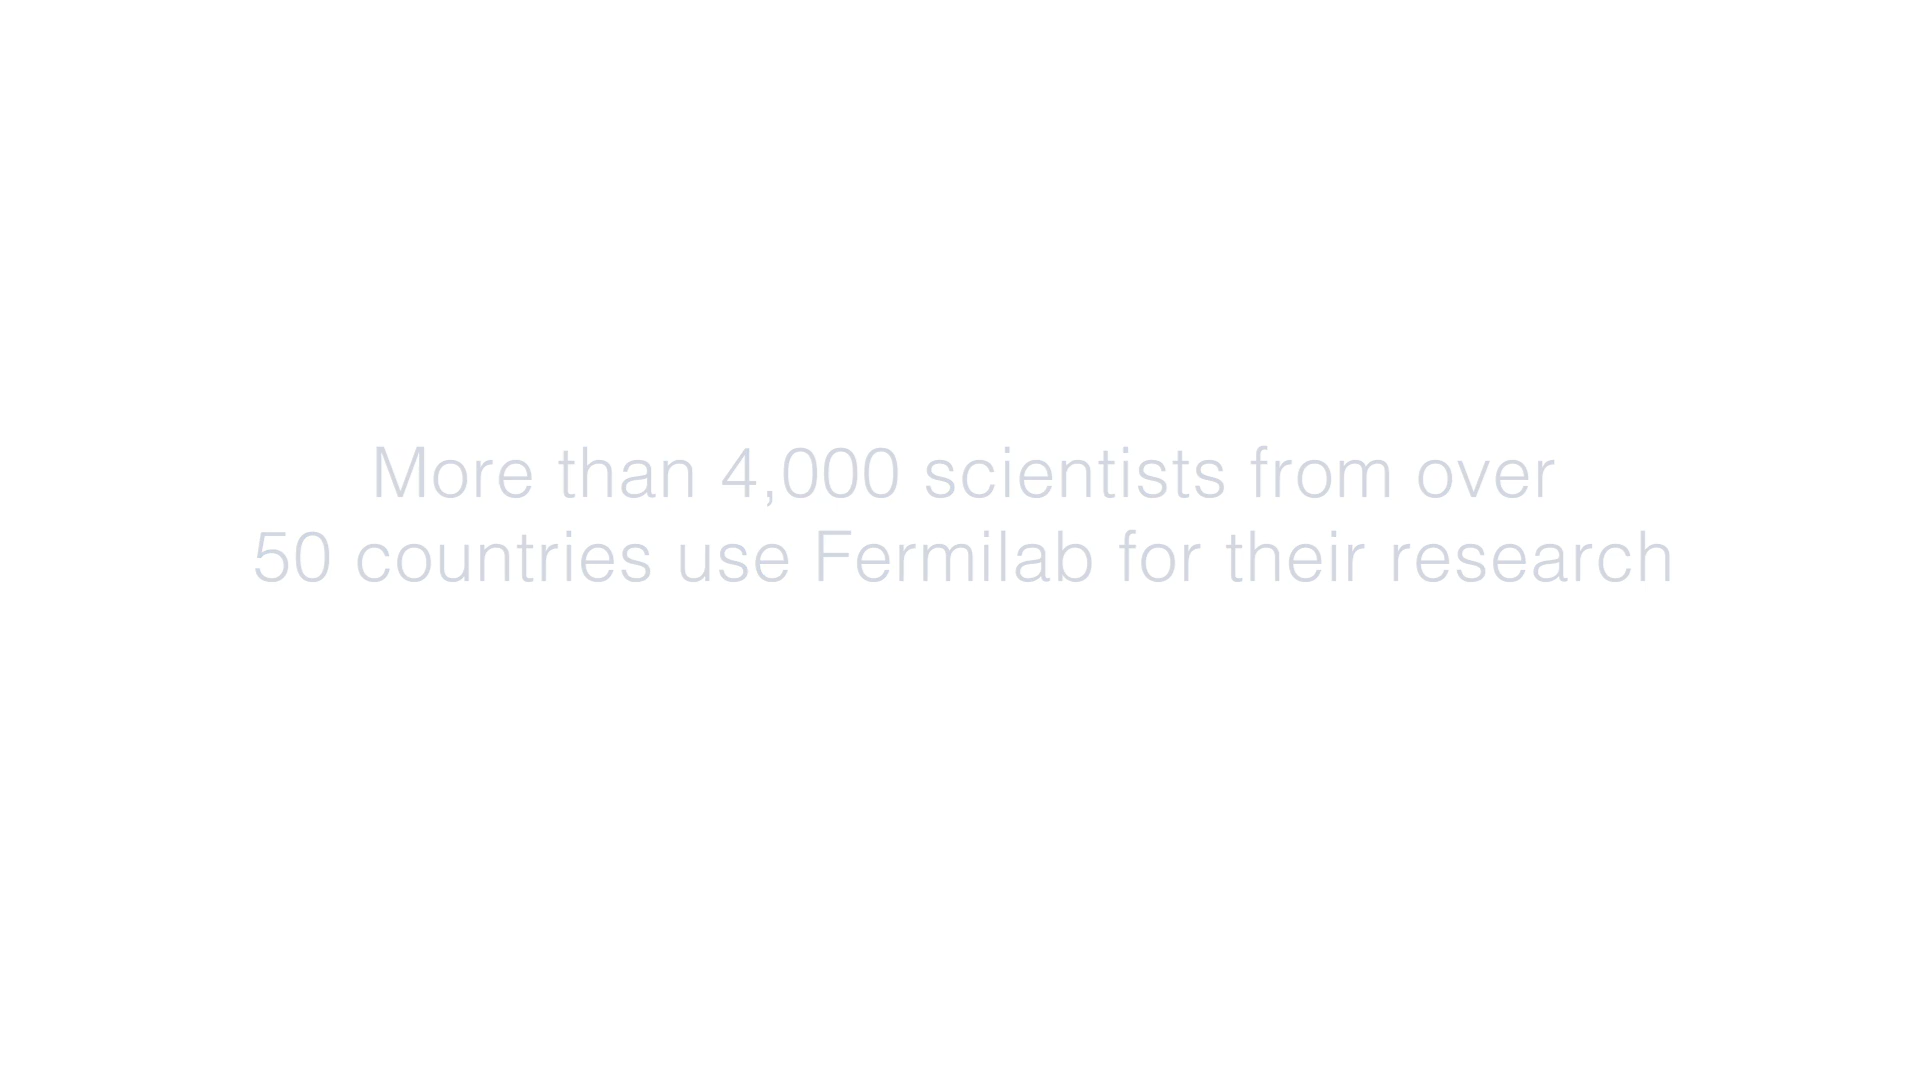 More than 4,000 scientists from over
50 countries use Fermilab for their research